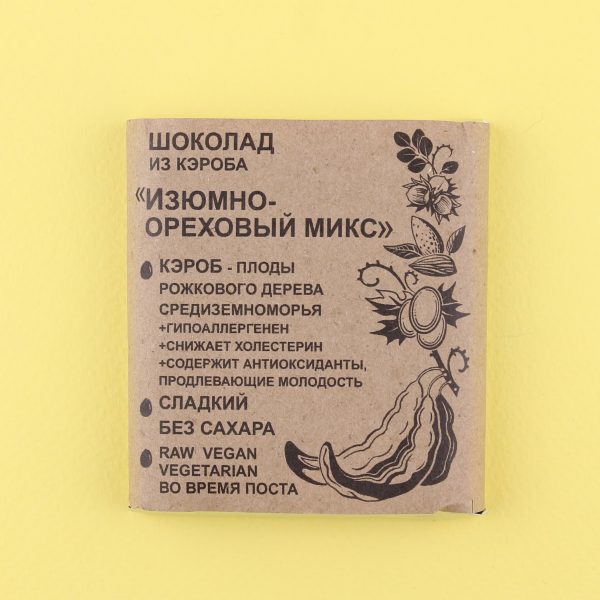 ШОКОЛАД
ИЗ КЭРОБА
«ИЗЮМНО-
ОРЕХОВЫЙ МИКС»
КЭРОБ - ПЛОДЫ
РОЖКОВОГО ДЕРЕВА
СРЕДИЗЕМНОМОРЬЯ
+ГИПОАЛЛЕРГЕНЕН
+СНИЖАЕТ ХОЛЕСТЕРИН
+СОДЕРЖИТ АНТИОКСИДАНТЫ,
ПРОДЛЕВАЮЩИЕ МОЛОДОСТЬ
СЛАДКИЙ
БЕЗ САХАРА
RAW VEGAN
VEGETARIAN
ВО ВРЕМЯ ПОСТА